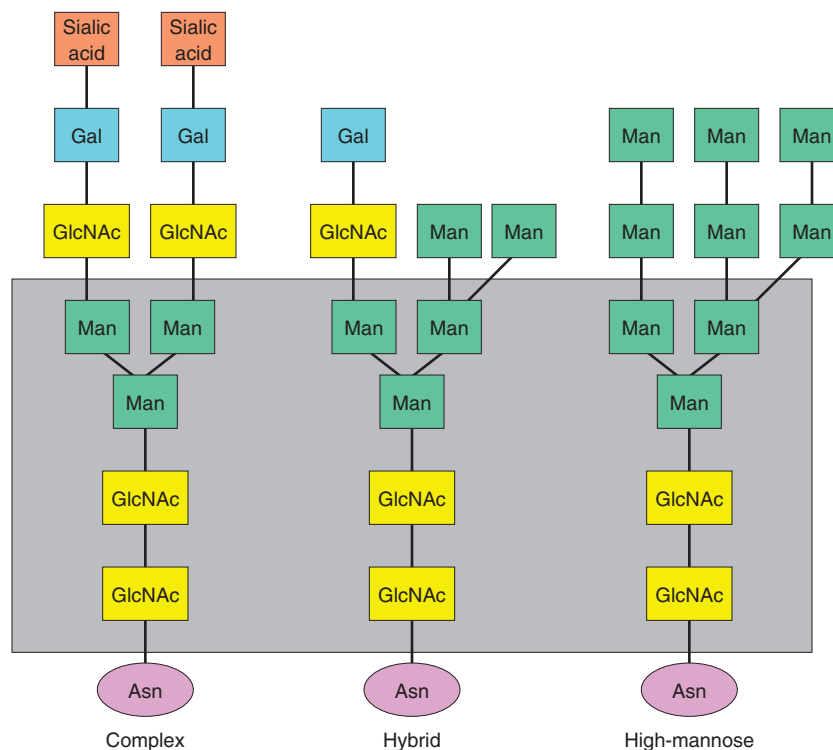 Sialic Sialic
acid acid
Gal Gal Gal Man Man Man
GlcNAc GlcNAc GlcNAc Man Man Man Man Man
Man Man Man Man Man Man
Man Man Man
GlcNAc GlcNAc GlcNAc
GlcNAc GlcNAc GlcNAc
Asn Asn Asn
Complex Hybrid High-mannose